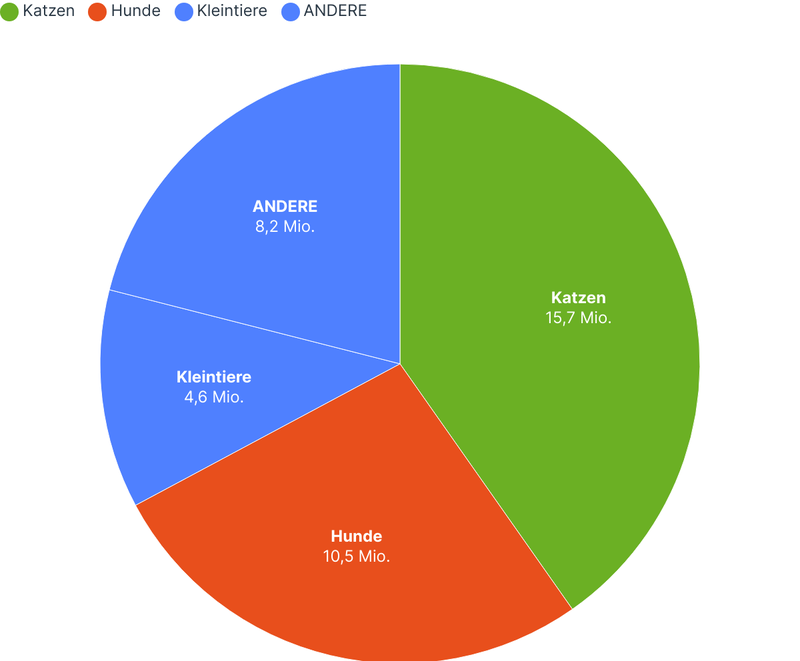 Katzen Hunde Kleintiere ANDERE
ANDERE
8,2 Mio.
Katzen
15,7 Mio.
Kleintiere
4,6 Mio.
Hunde
10,5 Mio.